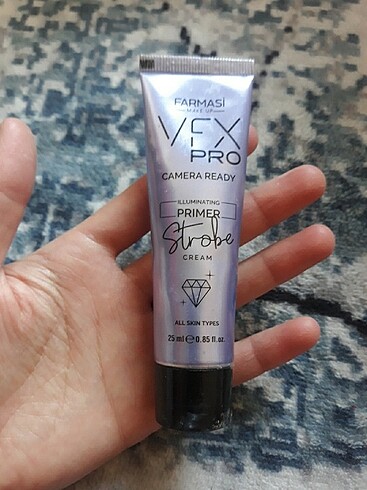 FARMASİ
MAKE UP
VFX
PRO
CAMERA READY
ILLUMINATING
PRIMER
Strobe
CREAM
ALL SKIN TYPES
25 ml ℮ 0.85 fl.oz.